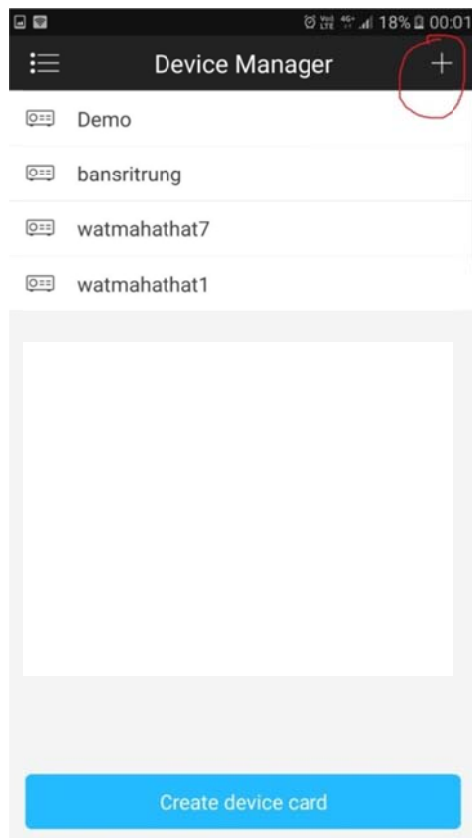 18% 00:01
Device Manager
Demo
bansritrung
watmahathat7
watmahathat1
Create device card